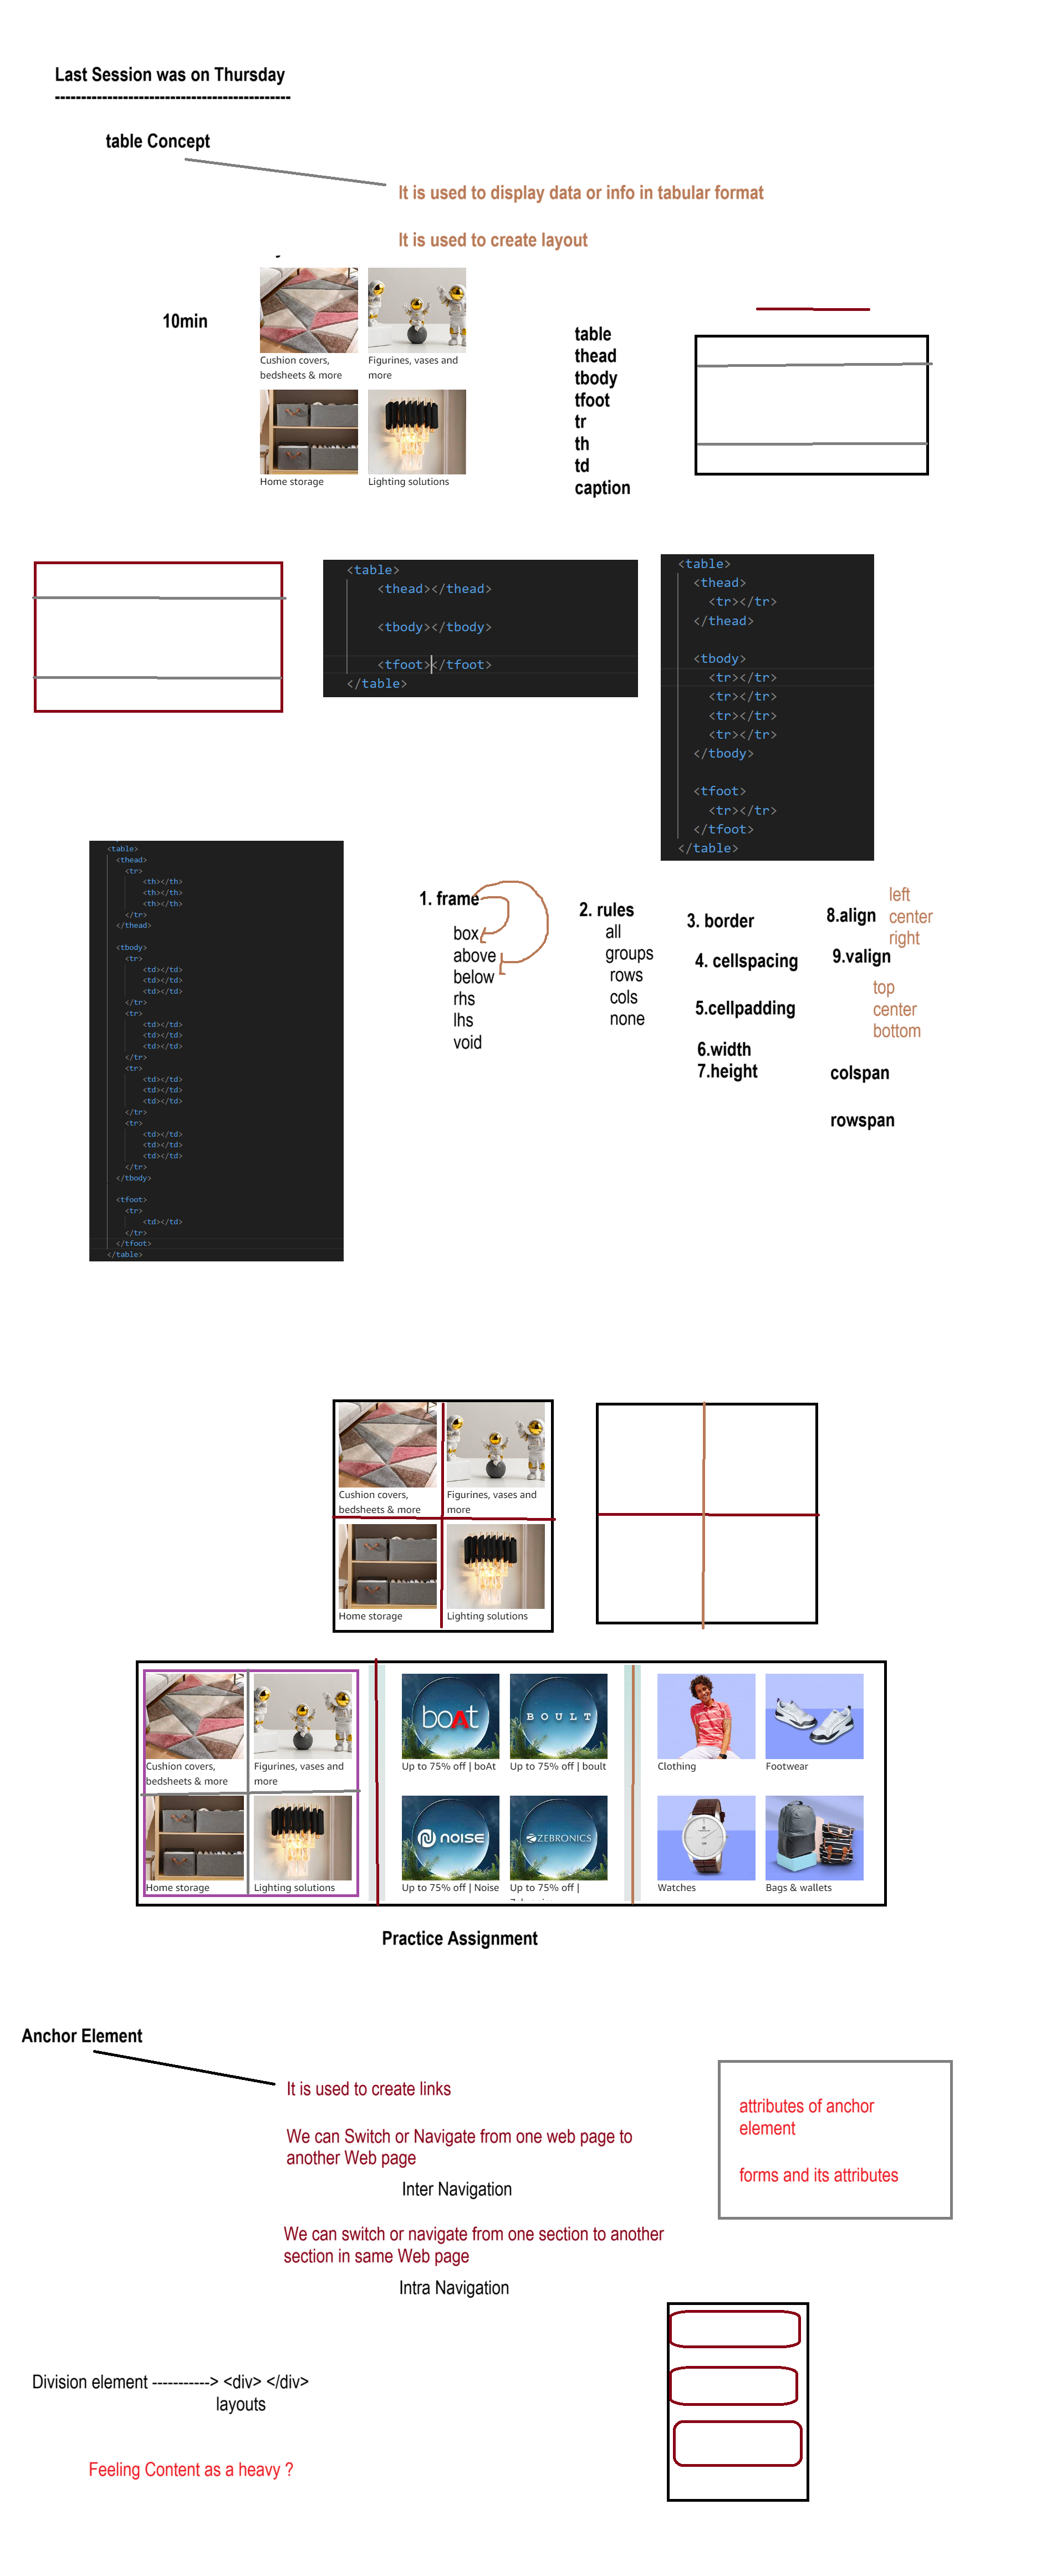 Last Session was on Thursday
---------------------------------------------
table Concept
It is used to display data or info in tabular format
It is used to create layout
10min
Cushion covers,
bedsheets & more
Figurines, vases and
more
Home storage
Lighting solutions
table
thead
tbody
tfoot
tr
th
td
caption
<table>
<thead></thead>
<tbody></tbody>
<tfoot></tfoot>
</table>
<table>
<thead>
<tr></tr>
</thead>
<tbody>
<tr></tr>
<tr></tr>
<tr></tr>
<tr></tr>
</tbody>
<tfoot>
<tr></tr>
</tfoot>
</table>
<table>
<thead>
<tr>
<th></th>
<th></th>
<th></th>
</tr>
</thead>
<tbody>
<tr>
<td></td>
<td></td>
<td></td>
</tr>
<tr>
<td></td>
<td></td>
<td></td>
</tr>
<tr>
<td></td>
<td></td>
<td></td>
</tr>
<tr>
<td></td>
<td></td>
<td></td>
</tr>
</tbody>
<tfoot>
<tr>
<td></td>
</tr>
</tfoot>
</table>
1. frame
box
above
below
rhs
lhs
void
2. rules
all
groups
rows
cols
none
3. border
4. cellspacing
5.cellpadding
6.width
7.height
8.align
left
center
right
9.valign
top
center
bottom
colspan
rowspan
Cushion covers,
bedsheets & more
Figurines, vases and
more
Home storage
Lighting solutions
Cushion covers,
bedsheets & more
Figurines, vases and
more
Home storage
Lighting solutions
boAt
BOULT
Up to 75% off | boAt
Up to 75% off | boult
NOISE
ZEBRONICS
Up to 75% off | Noise
Up to 75% off |
Clothing
Footwear
Watches
Bags & wallets
Practice Assignment
Anchor Element
It is used to create links
We can Switch or Navigate from one web page to
another Web page
Inter Navigation
We can switch or navigate from one section to another
section in same Web page
Intra Navigation
attributes of anchor
element
forms and its attributes
Division element -----------> <div> </div>
layouts
Feeling Content as a heavy ?